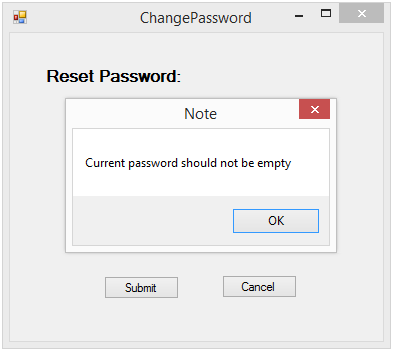 ChangePassword
Reset Password:
Note
Current password should not be empty
OK
Submit
Cancel